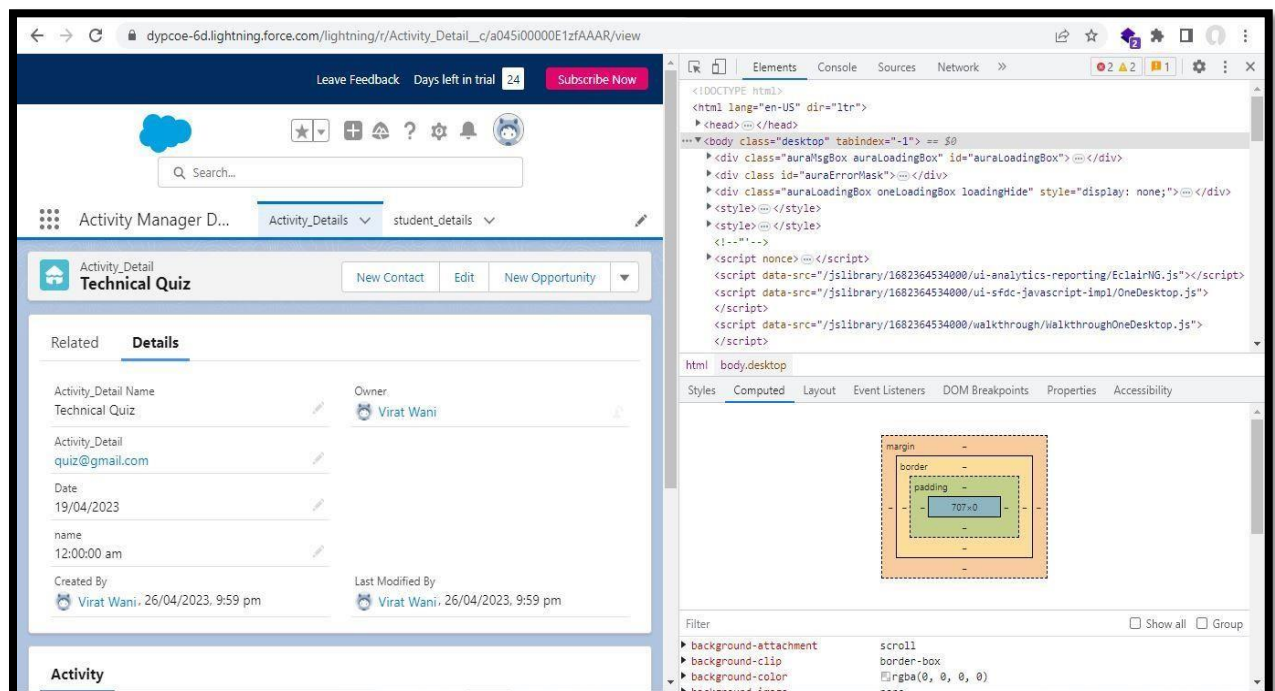 dypcoe-6d.lightning.force.com/lightning/r/Activity_Detail__c/a045i00000E1zfAAAR/view
2
Leave Feedback Days left in trial 24 Subscribe Now
Search...
Activity Manager D... Activity_Details student_details
Activity_Detail
Technical Quiz
New Contact Edit New Opportunity
Related Details
Activity_Detail Name
Technical Quiz
Owner
Virat Wani
Activity_Detail
quiz@gmail.com
Date
19/04/2023
name
12:00:00 am
Created By
Virat Wani, 26/04/2023, 9:59 pm
Last Modified By
Virat Wani, 26/04/2023, 9:59 pm
Activity
Elements Console Sources Network » 2 2 1
<!DOCTYPE html>
<html lang="en-US" dir="ltr">
<head>…</head>
…<body class="desktop" tabindex="-1"> == $0
<div class="auraMsgBox auraLoadingBox" id="auraLoadingBox">…</div>
<div class id="auraErrorMask">…</div>
<div class="auraLoadingBox oneLoadingBox loadingHide" style="display: none;">…</div>
<style>…</style>
<style>…</style>
<!--"'-->
<script nonce>…</script>
<script data-src="/jslibrary/1682364534000/ui-analytics-reporting/EclairNG.js"></script>
<script data-src="/jslibrary/1682364534000/ui-sfdc-javascript-impl/OneDesktop.js">
</script>
<script data-src="/jslibrary/1682364534000/walkthrough/WalkthroughOneDesktop.js">
</script>
html body.desktop
Styles Computed Layout Event Listeners DOM Breakpoints Properties Accessibility
margin –
border –
padding –
– – – 707×0 – – –
–
–
–
Filter Show all Group
background-attachment scroll
background-clip border-box
background-color rgba(0, 0, 0, 0)